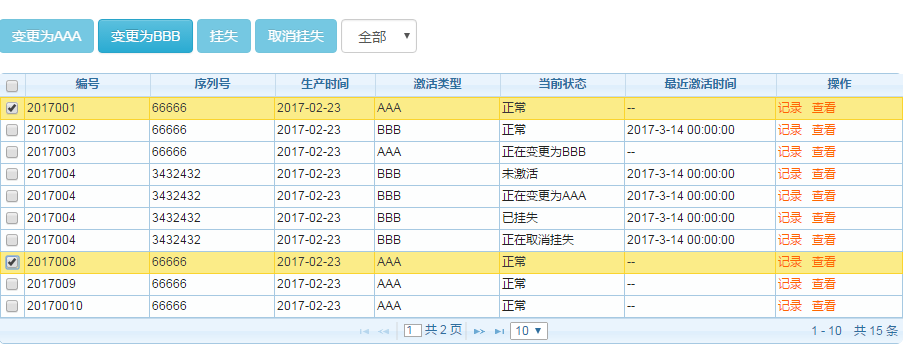 变更为AAA 变更为BBB 挂失 取消挂失 全部
编号 序列号 生产时间 激活类型 当前状态 最近激活时间 操作
2017001 66666 2017-02-23 AAA 正常 -- 记录 查看
2017002 66666 2017-02-23 BBB 正常 2017-3-14 00:00:00 记录 查看
2017003 66666 2017-02-23 AAA 正在变更为BBB -- 记录 查看
2017004 3432432 2017-02-23 BBB 未激活 2017-3-14 00:00:00 记录 查看
2017004 3432432 2017-02-23 BBB 正在变更为AAA 2017-3-14 00:00:00 记录 查看
2017004 3432432 2017-02-23 BBB 已挂失 2017-3-14 00:00:00 记录 查看
2017004 3432432 2017-02-23 BBB 正在取消挂失 2017-3-14 00:00:00 记录 查看
2017008 66666 2017-02-23 AAA 正常 -- 记录 查看
2017009 66666 2017-02-23 AAA 正常 -- 记录 查看
20170010 66666 2017-02-23 AAA 正常 -- 记录 查看
1 共 2 页 10 1 - 10 共 15 条